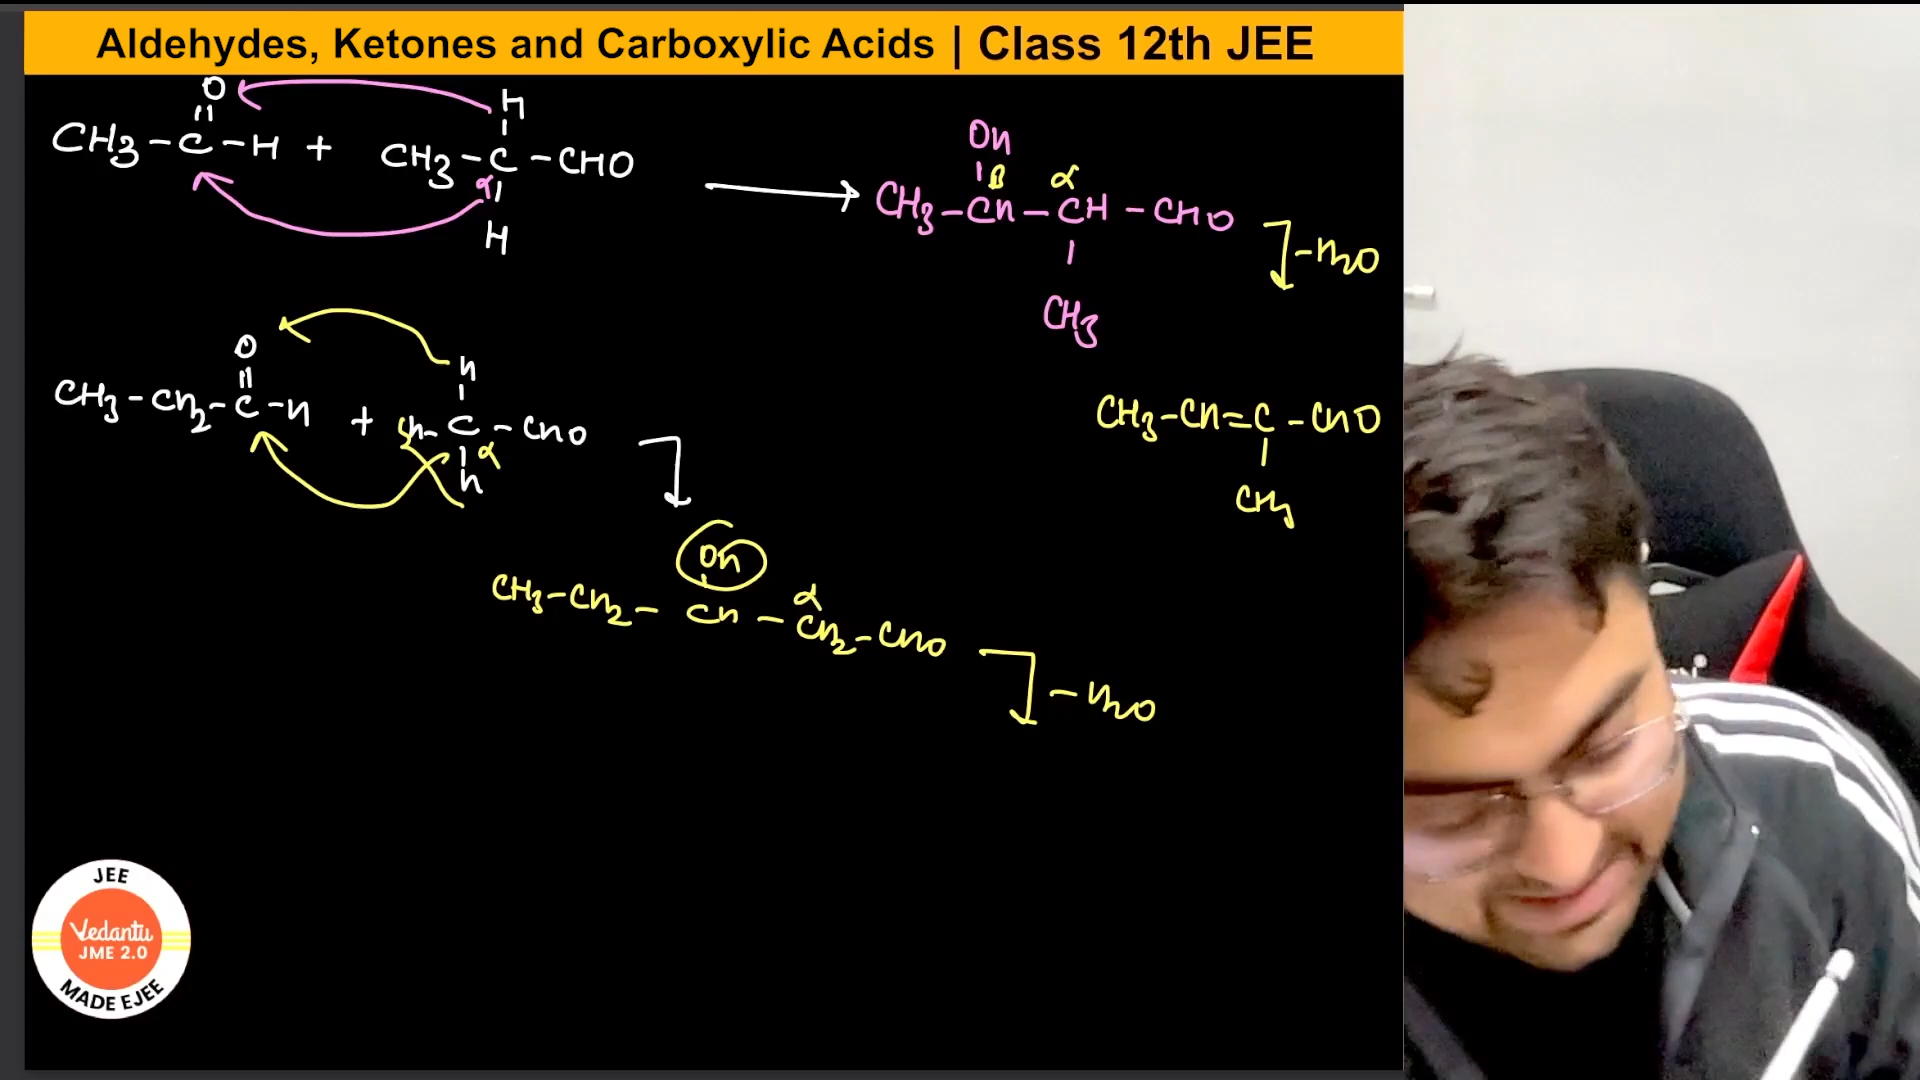 Aldehydes, Ketones and Carboxylic Acids | Class 12th JEE
O
||
CH3-C-H + CH3-C-CHO
H
α
H
OH
β α
CH3-CH-CH-CHO
CH3
-H2O
O
||
CH3-CH2-C-H + H-C-CHO
H
α
H
CH3-CH=C-CHO
CH3
OH
α
CH3-CH2-CH-CH2-CHO
-H2O
JEE
Vedantu
JME 2.0
MADE EJEE